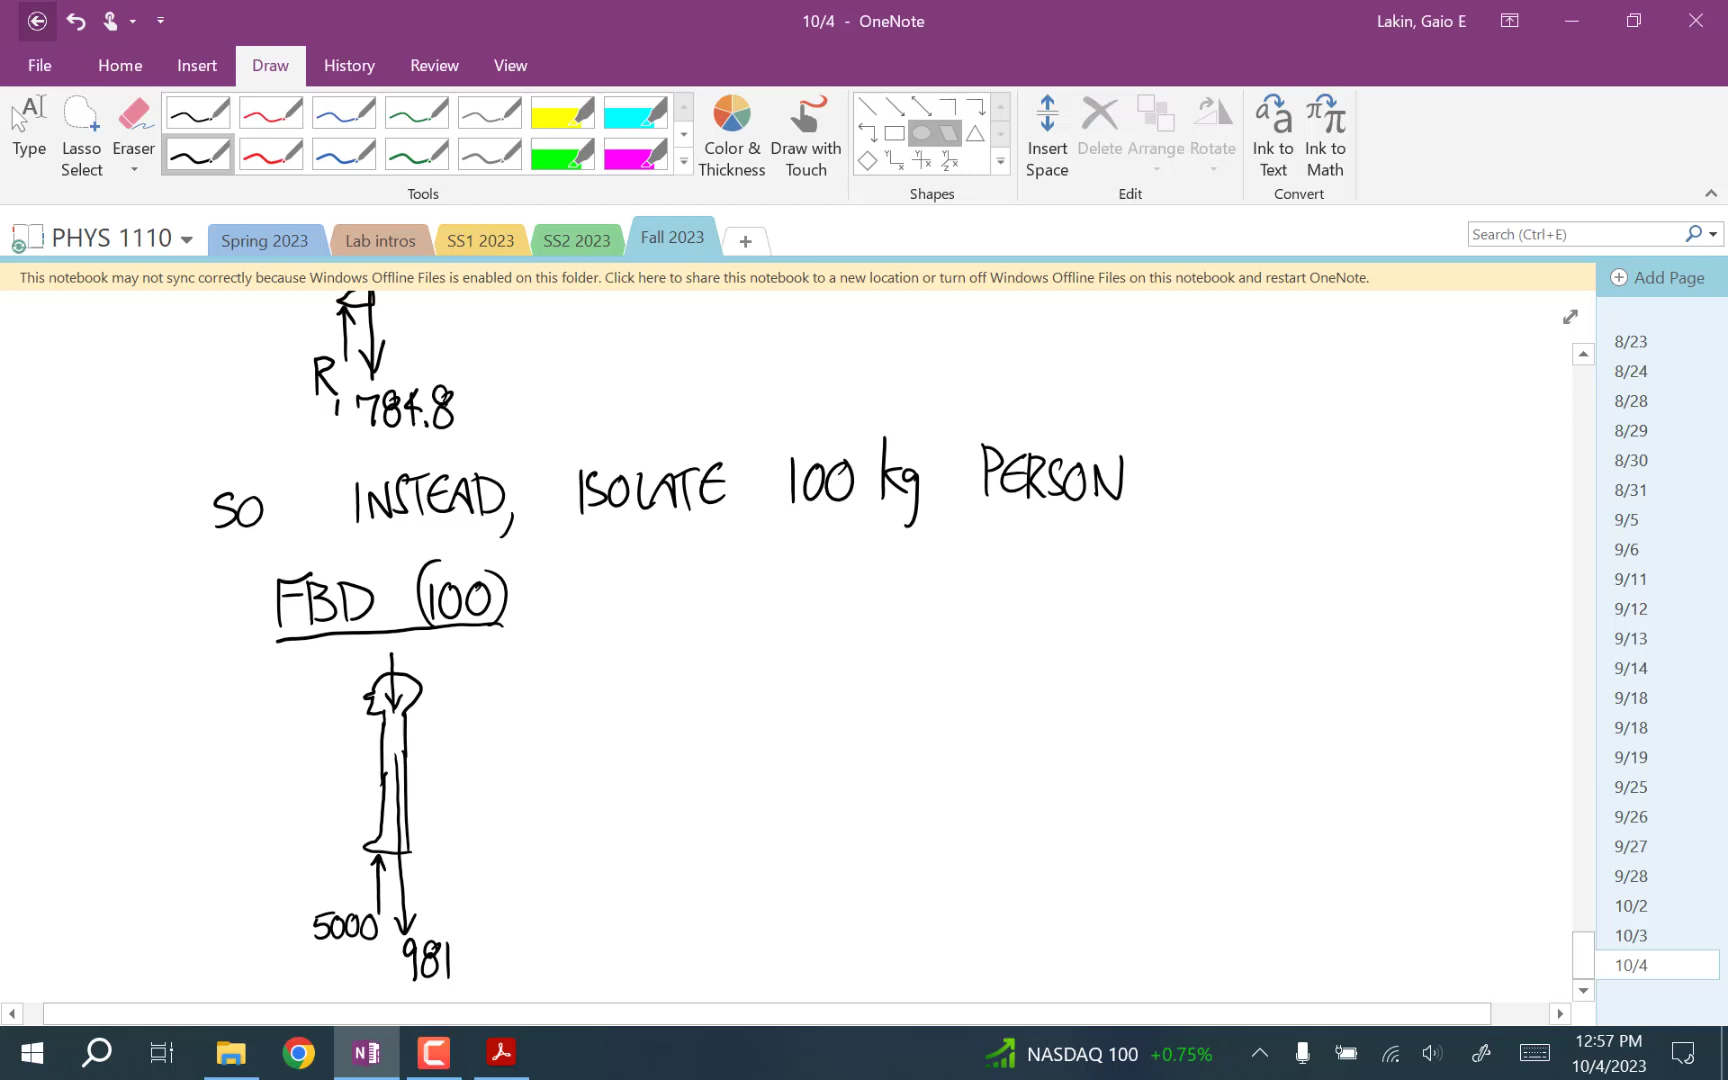 10/4 - OneNote
Lakin, Gaio E
File Home Insert Draw History Review View
Type
Lasso Select
Eraser
Color & Thickness
Draw with Touch
Insert Space
Delete
Arrange
Rotate
Ink to Text
Ink to Math
Tools
Shapes
Edit
Convert
PHYS 1110
Spring 2023
Lab intros
SS1 2023
SS2 2023
Fall 2023
Search (Ctrl+E)
This notebook may not sync correctly because Windows Offline Files is enabled on this folder. Click here to share this notebook to a new location or turn off Windows Offline Files on this notebook and restart OneNote.
Add Page
R1
784.8
SO INSTEAD, ISOLATE 100 kg PERSON
FBD (100)
5000
981
8/23
8/24
8/28
8/29
8/30
8/31
9/5
9/6
9/11
9/12
9/13
9/14
9/18
9/18
9/19
9/25
9/26
9/27
9/28
10/2
10/3
10/4
NASDAQ 100 +0.75%
12:57 PM
10/4/2023